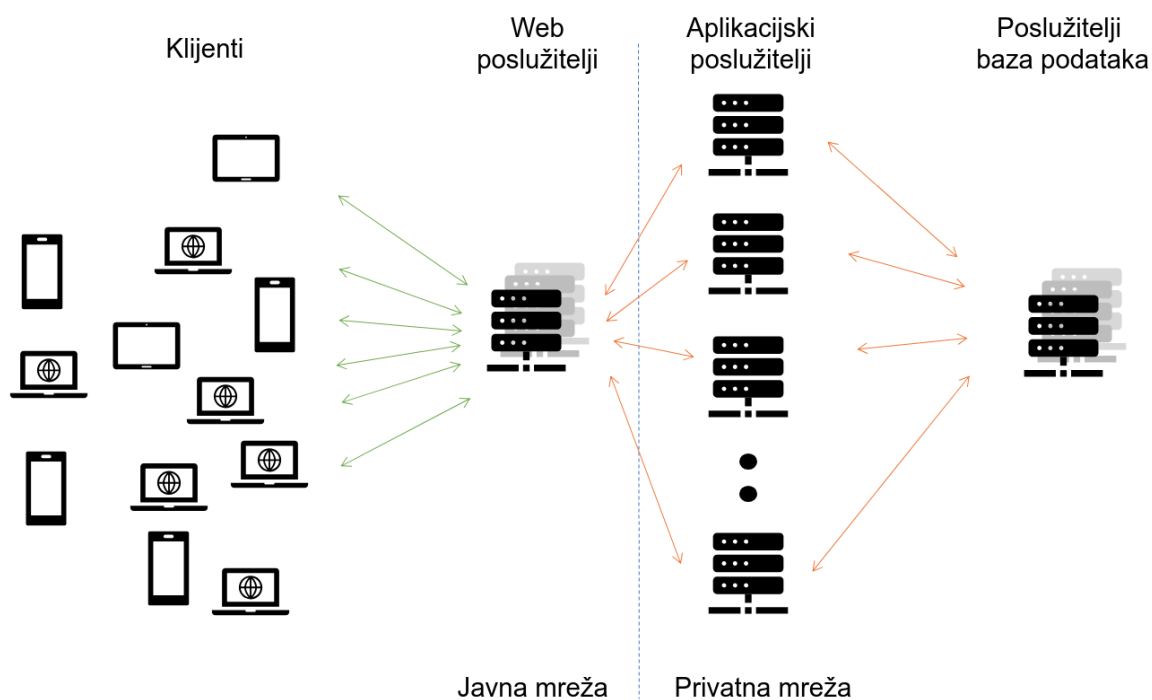 Klijenti
Web
poslužitelji
Aplikacijski
poslužitelji
Poslužitelji
baza podataka
Javna mreža
Privatna mreža